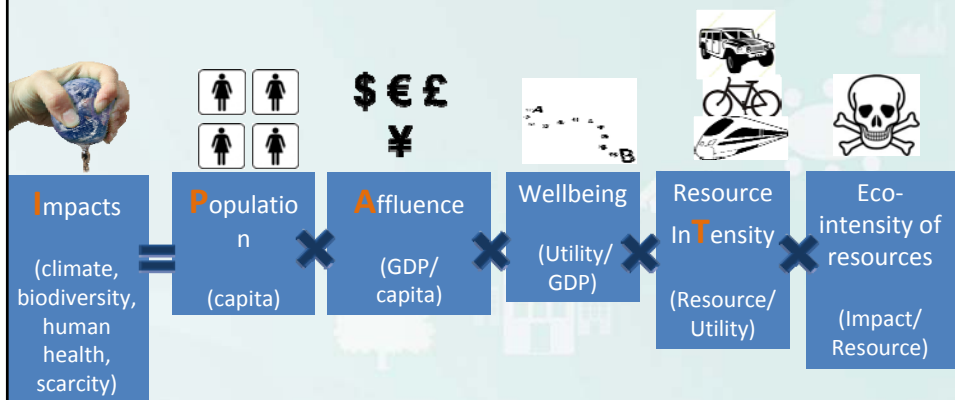 $ € £
¥
A
B
Impacts
(climate,
biodiversity,
human
health,
scarcity)
=
Populatio
n
(capita)
×
Affluence
(GDP/
capita)
×
Wellbeing
(Utility/
GDP)
×
Resource
InTensity
(Resource/
Utility)
×
Eco-
intensity of
resources
(Impact/
Resource)